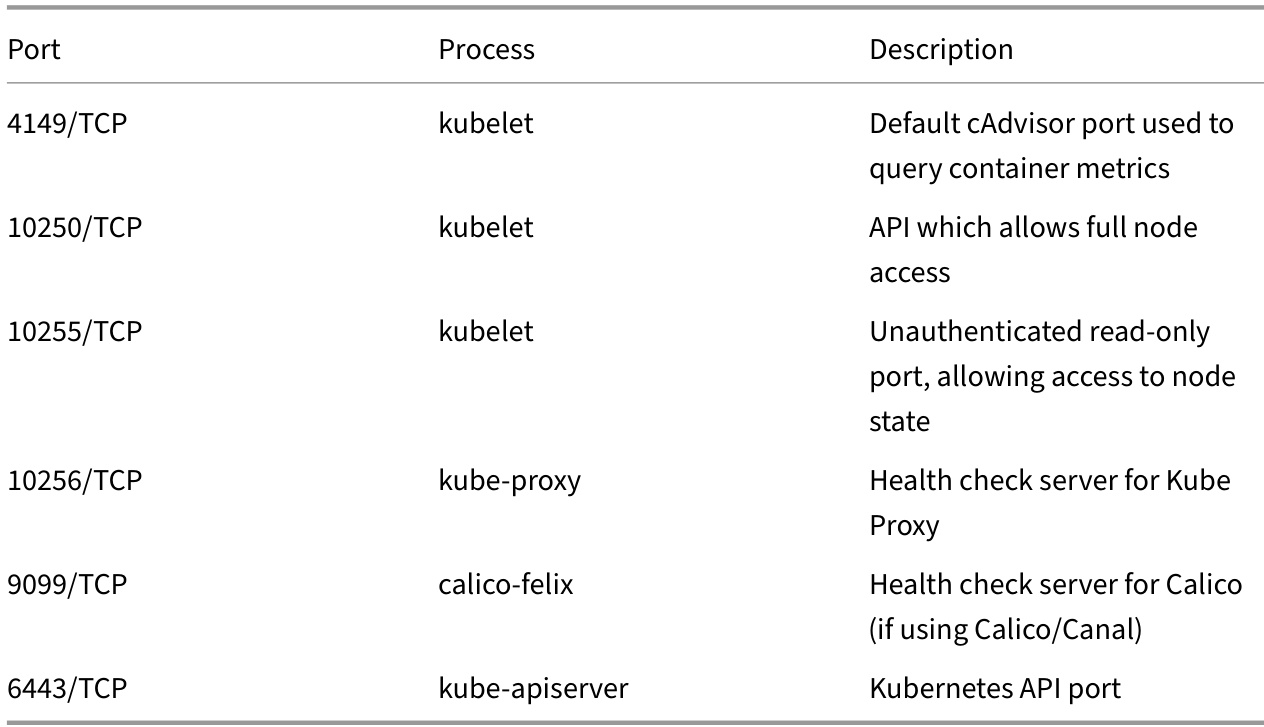 Port Process Description
4149/TCP kubelet Default cAdvisor port used to
query container metrics
10250/TCP kubelet API which allows full node
access
10255/TCP kubelet Unauthenticated read-only
port, allowing access to node
state
10256/TCP kube-proxy Health check server for Kube
Proxy
9099/TCP calico-felix Health check server for Calico
(if using Calico/Canal)
6443/TCP kube-apiserver Kubernetes API port